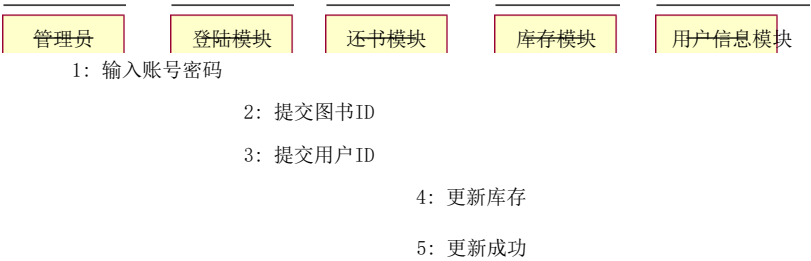 管理员 登陆模块 还书模块 库存模块 用户信息模块
1: 输入账号密码
2: 提交图书ID
3: 提交用户ID
4: 更新库存
5: 更新成功